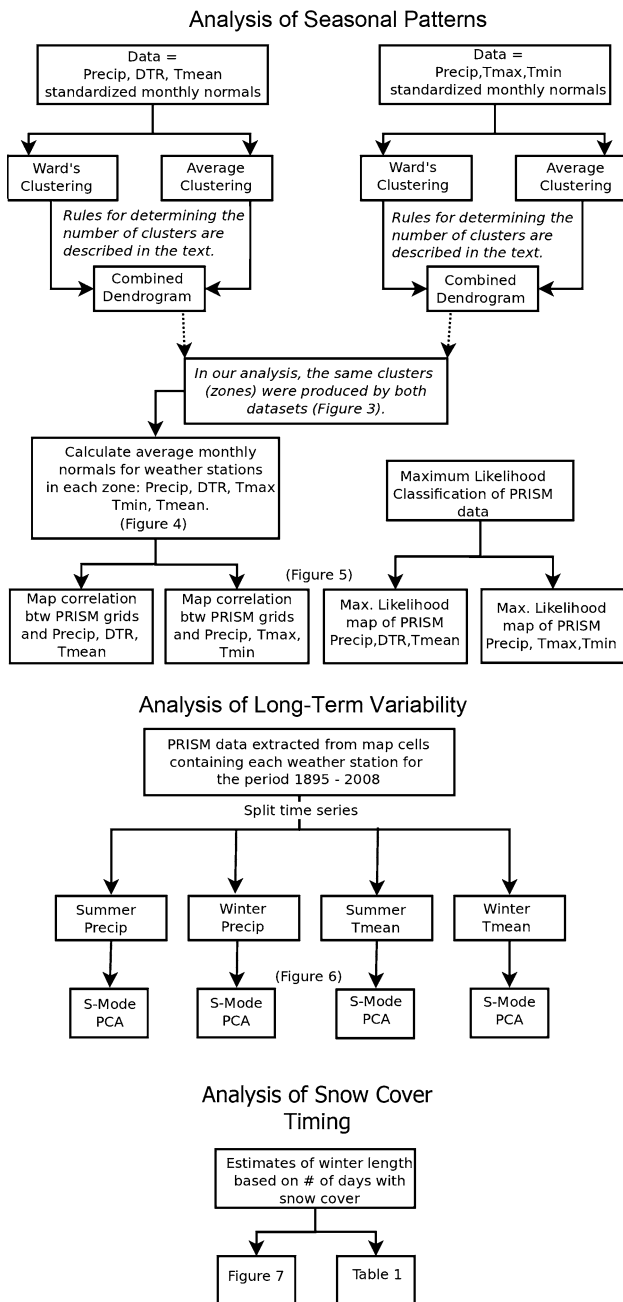 Analysis of Seasonal Patterns
Data =
Precip, DTR, Tmean
standardized monthly normals
Data =
Precip,Tmax,Tmin
standardized monthly normals
Ward's
Clustering
Average
Clustering
Ward's
Clustering
Average
Clustering
Rules for determining the
number of clusters are
described in the text.
Rules for determining the
number of clusters are
described in the text.
Combined
Dendrogram
Combined
Dendrogram
In our analysis, the same clusters
(zones) were produced by both
datasets (Figure 3).
Calculate average monthly
normals for weather stations
in each zone: Precip, DTR, Tmax
Tmin, Tmean.
(Figure 4)
Maximum Likelihood
Classification of PRISM
data
(Figure 5)
Map correlation
btw PRISM grids
and Precip, DTR,
Tmean
Map correlation
btw PRISM grids
and Precip, Tmax,
Tmin
Max. Likelihood
map of PRISM
Precip,DTR,Tmean
Max. Likelihood
map of PRISM
Precip, Tmax,Tmin
Analysis of Long-Term Variability
PRISM data extracted from map cells
containing each weather station for
the period 1895 - 2008
Split time series
Summer
Precip
Winter
Precip
Summer
Tmean
Winter
Tmean
(Figure 6)
S-Mode
PCA
S-Mode
PCA
S-Mode
PCA
S-Mode
PCA
Analysis of Snow Cover
Timing
Estimates of winter length
based on # of days with
snow cover
Figure 7
Table 1